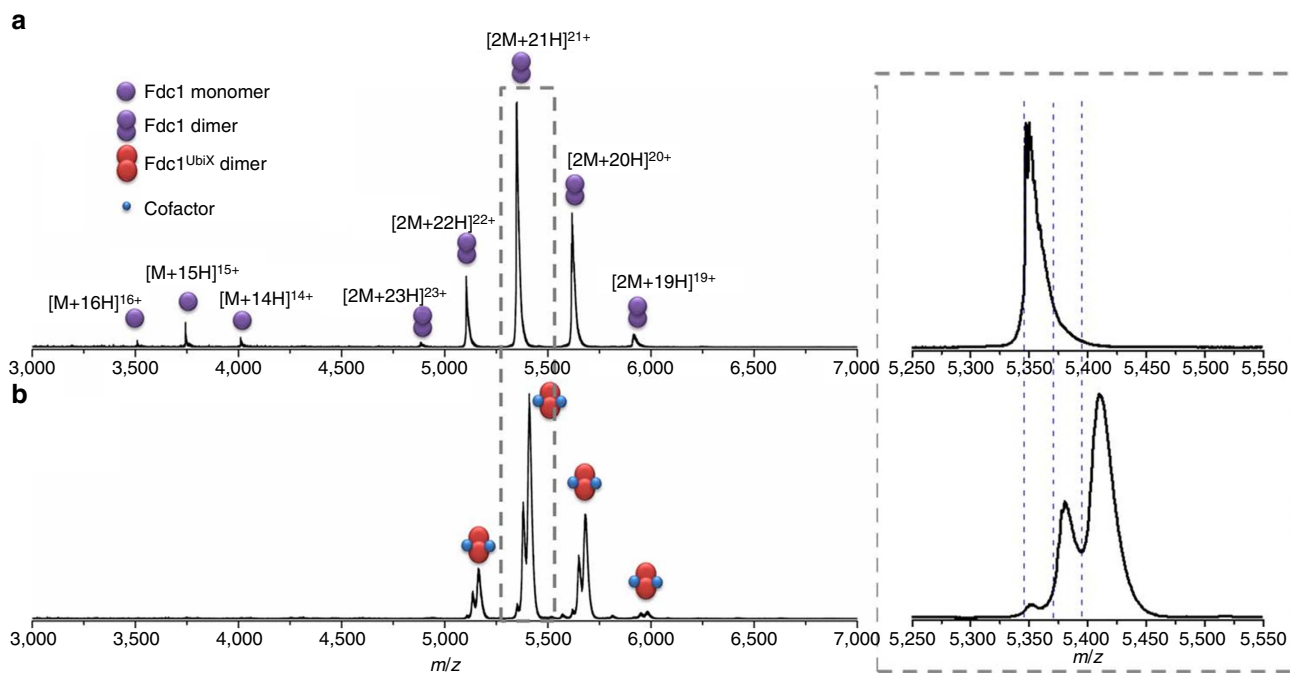 a
[2M+21H]21+
Fdc1 monomer
Fdc1 dimer
Fdc1UbiX dimer
Cofactor
[2M+20H]20+
[2M+22H]22+
[M+15H]15+
[M+16H]16+
[M+14H]14+
[2M+23H]23+
[2M+19H]19+
3,000 3,500 4,000 4,500 5,000 5,500 6,000 6,500 7,000
5,250 5,300 5,350 5,400 5,450 5,500 5,550
b
3,000 3,500 4,000 4,500 5,000 5,500 6,000 6,500 7,000
m/z
5,250 5,300 5,350 5,400 5,450 5,500 5,550
m/z